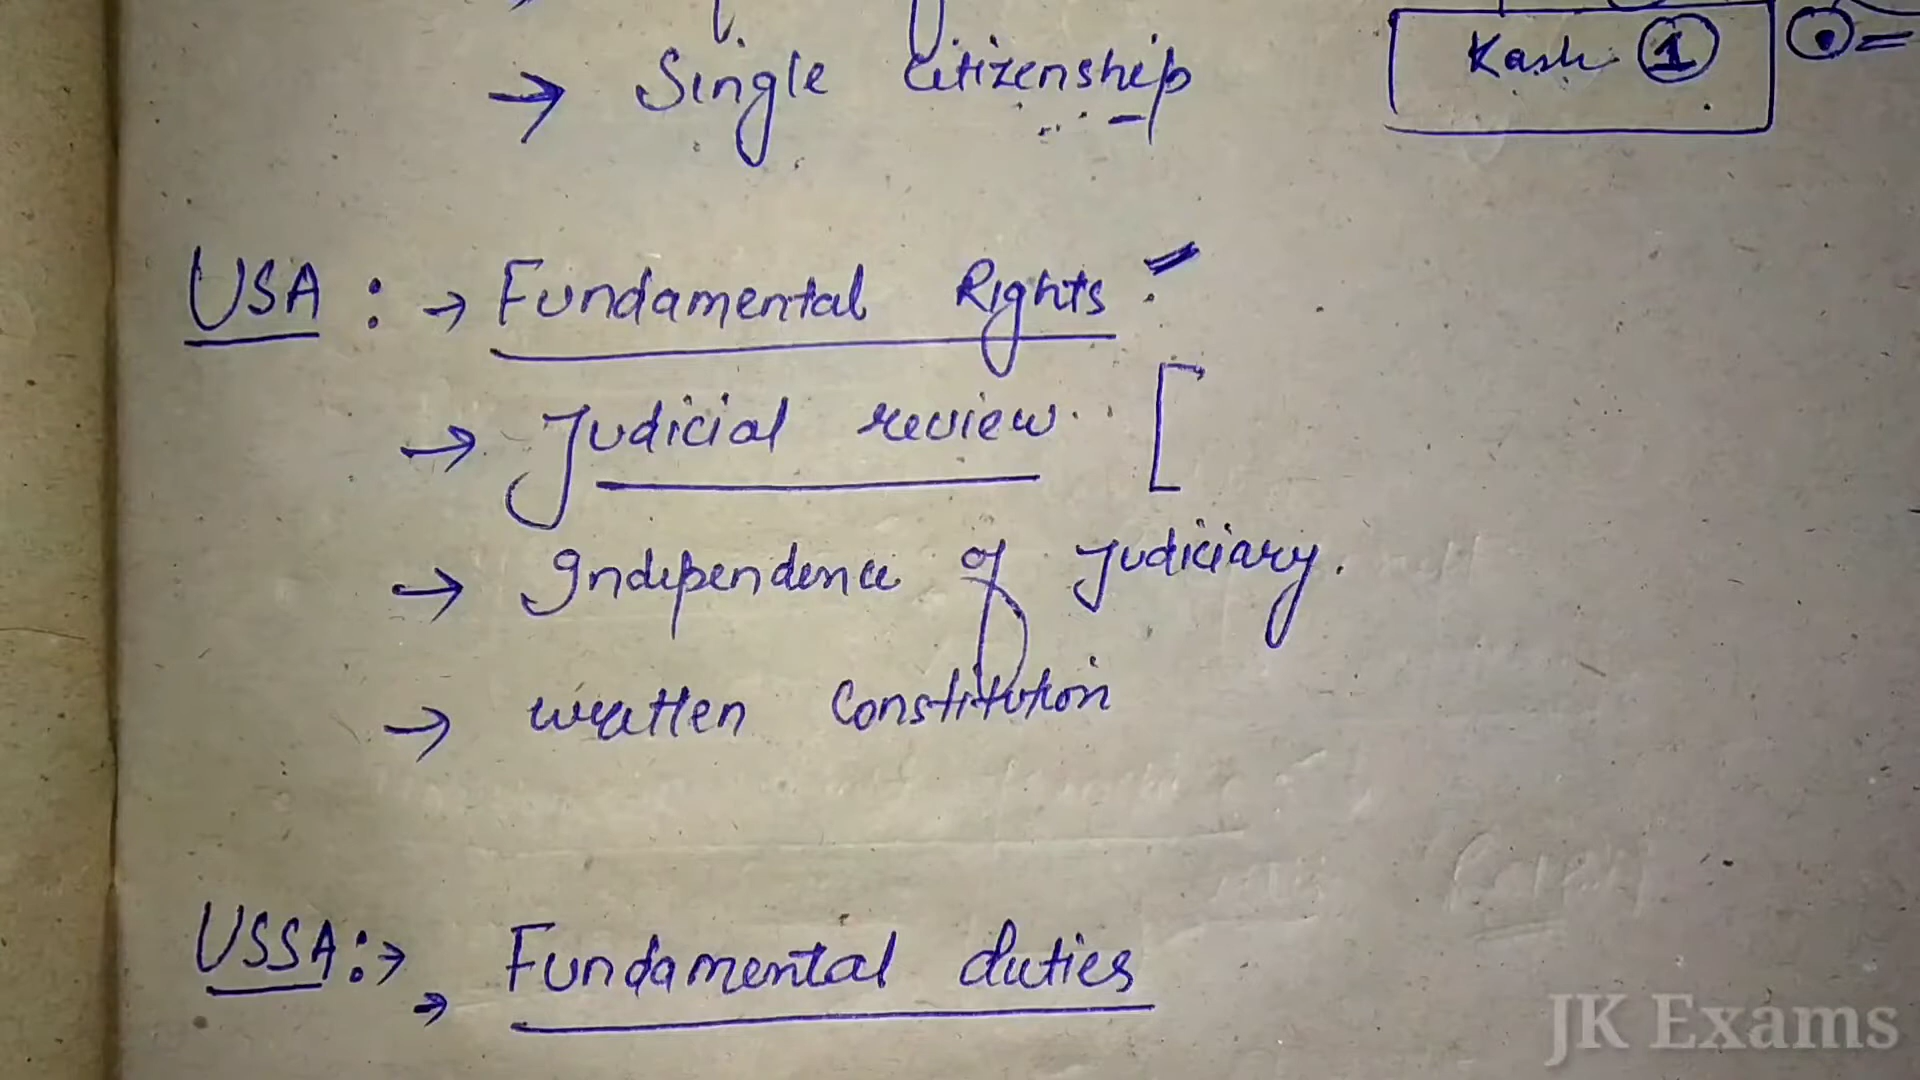 → Single Citizenship
Kash 1
USA : → Fundamental Rights
→ Judicial review
→ Independence of Judiciary.
→ written Constitution
USSA :→
→ Fundamental duties
JK Exams